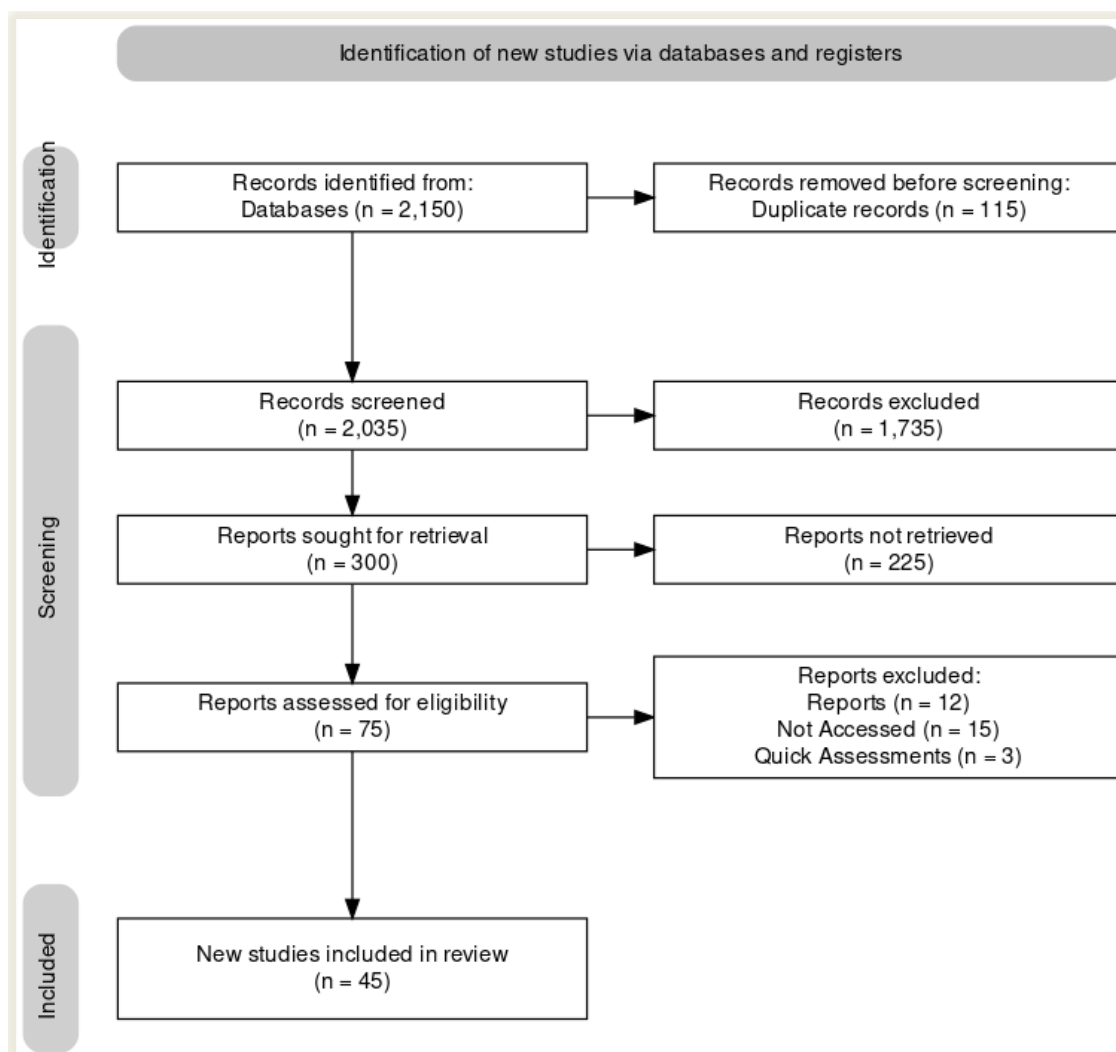 Identification of new studies via databases and registers
Identification
Records identified from:
Databases (n = 2,150)
Records removed before screening:
Duplicate records (n = 115)
Screening
Records screened
(n = 2,035)
Records excluded
(n = 1,735)
Reports sought for retrieval
(n = 300)
Reports not retrieved
(n = 225)
Reports assessed for eligibility
(n = 75)
Reports excluded:
Reports (n = 12)
Not Accessed (n = 15)
Quick Assessments (n = 3)
Included
New studies included in review
(n = 45)